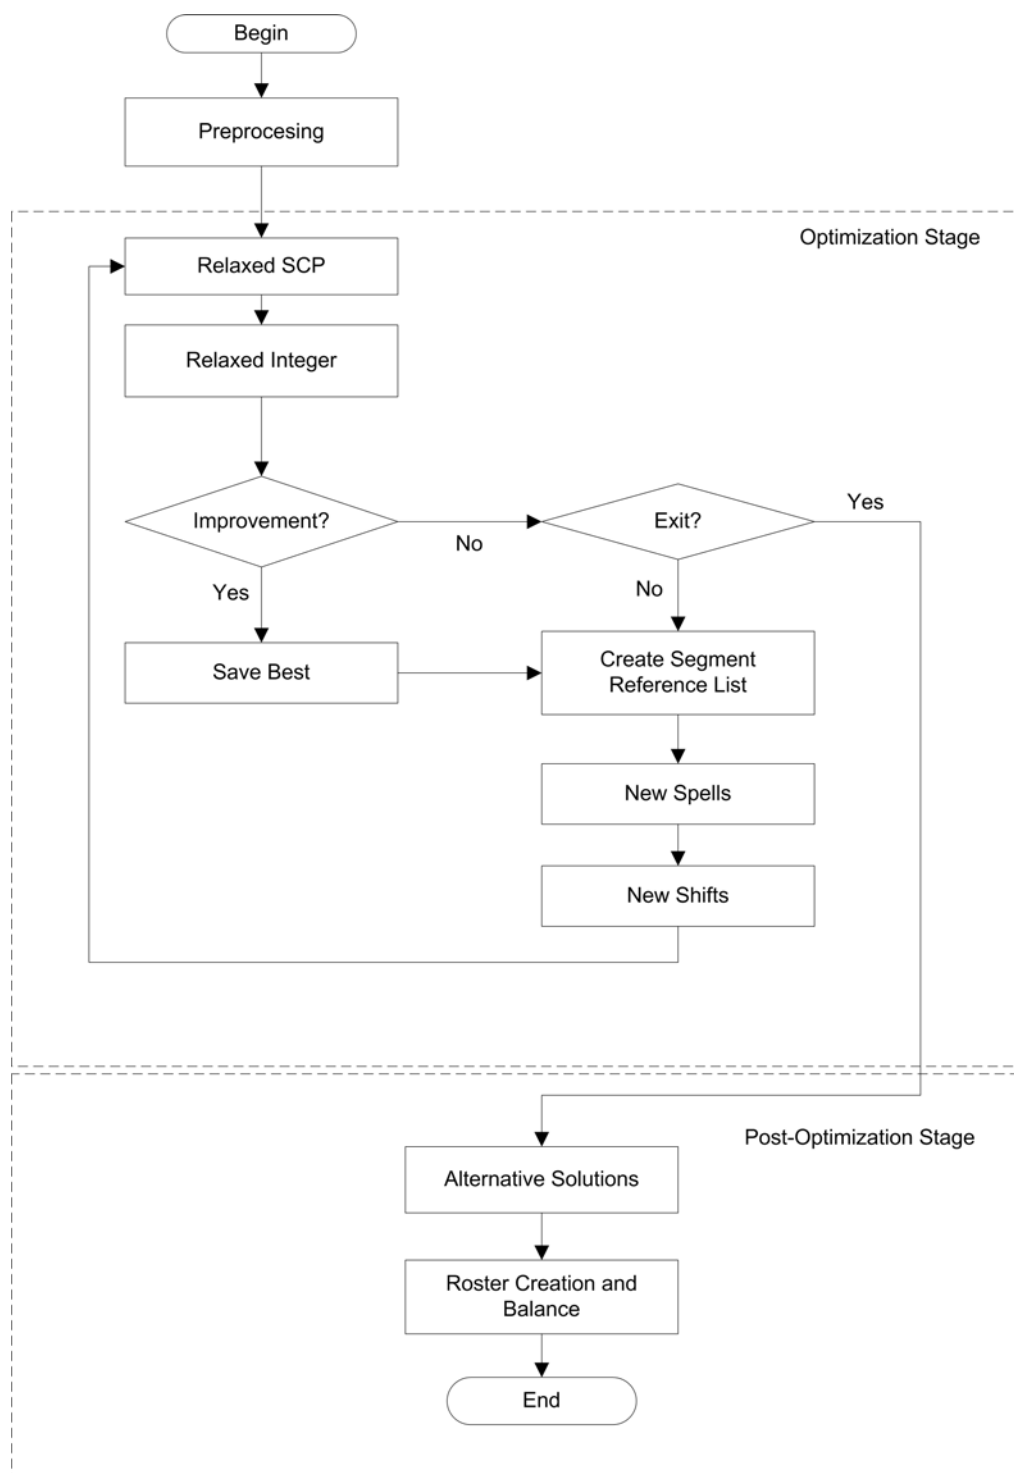 Begin
Preprocesing
Optimization Stage
Relaxed SCP
Relaxed Integer
Improvement?
No
Exit?
Yes
Yes
No
Save Best
Create Segment
Reference List
New Spells
New Shifts
Post-Optimization Stage
Alternative Solutions
Roster Creation and
Balance
End